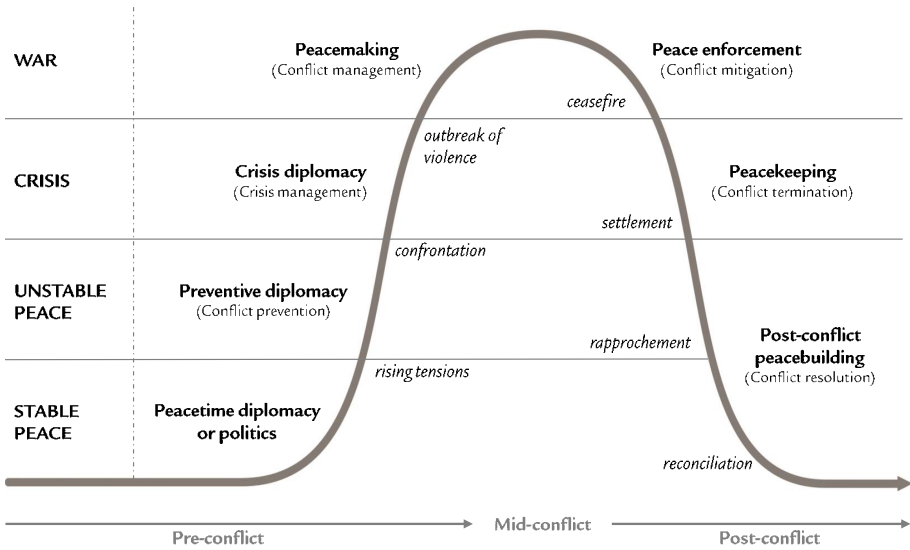 WAR
Peacemaking
(Conflict management)
Peace enforcement
(Conflict mitigation)
ceasefire
outbreak of
violence
CRISIS
Crisis diplomacy
(Crisis management)
Peacekeeping
(Conflict termination)
settlement
confrontation
UNSTABLE
PEACE
Preventive diplomacy
(Conflict prevention)
rapprochement
Post-conflict
peacebuilding
(Conflict resolution)
rising tensions
STABLE
PEACE
Peacetime diplomacy
or politics
reconciliation
Pre-conflict
Mid-conflict
Post-conflict